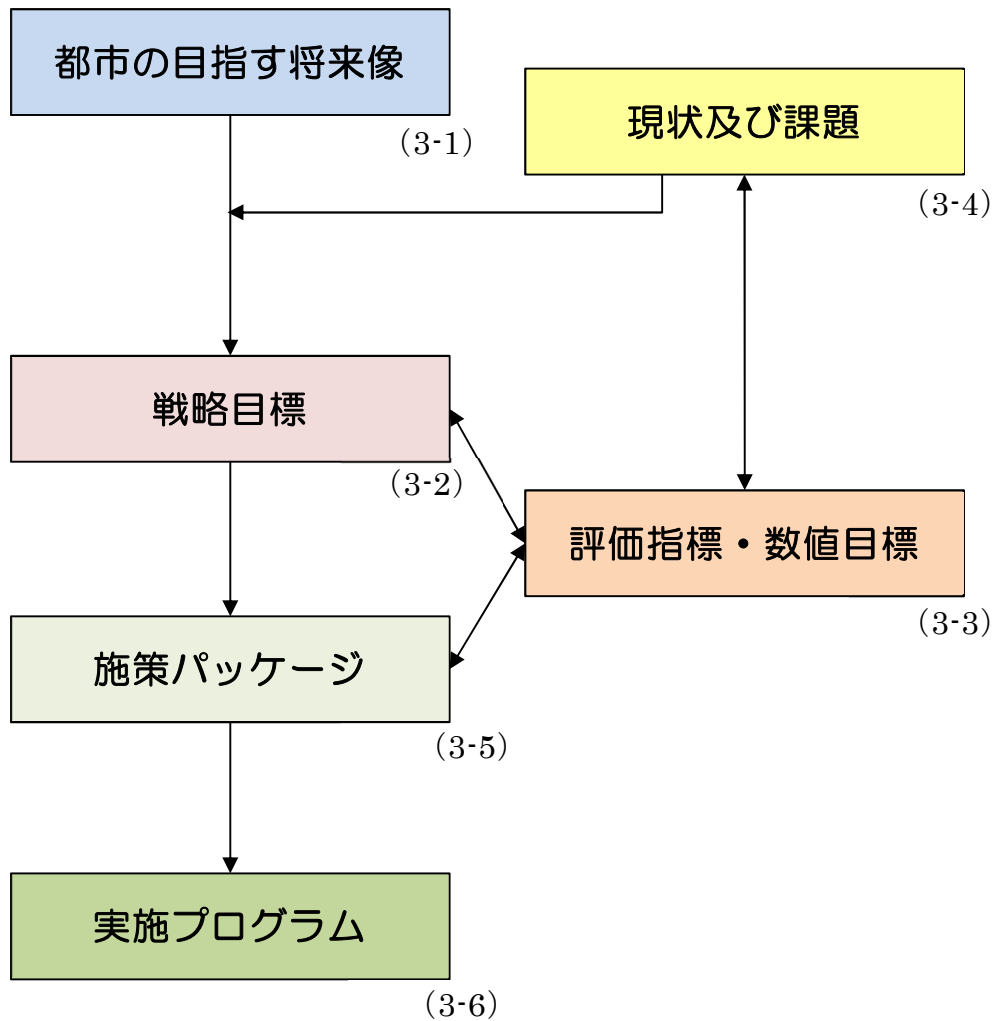 都市の目指す将来像
（3-1）
現状及び課題
（3-4）
戦略目標
（3-2）
評価指標・数値目標
（3-3）
施策パッケージ
（3-5）
実施プログラム
（3-6）